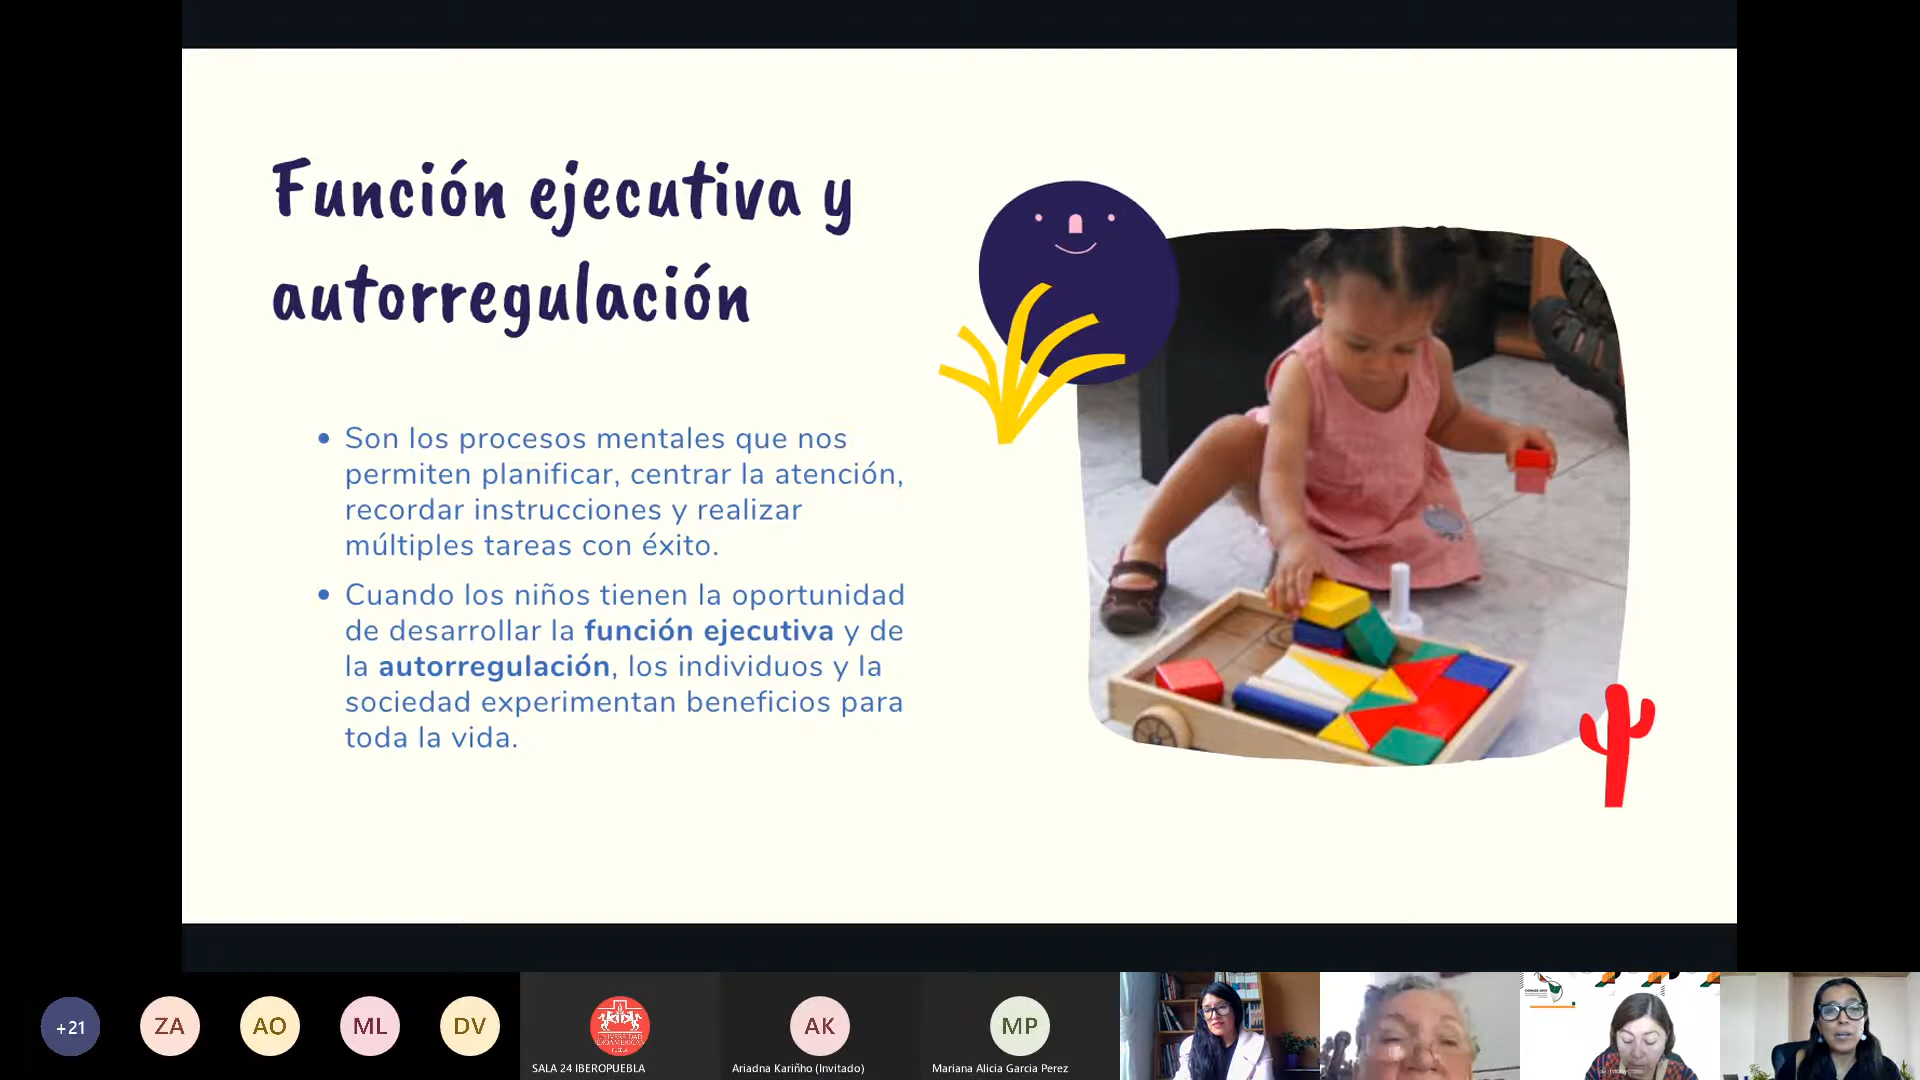 Función ejecutiva y
autorregulación
• Son los procesos mentales que nos
permiten planificar, centrar la atención,
recordar instrucciones y realizar
múltiples tareas con éxito.
• Cuando los niños tienen la oportunidad
de desarrollar la función ejecutiva y de
la autorregulación, los individuos y la
sociedad experimentan beneficios para
toda la vida.
+21
ZA
AO
ML
DV
SALA 24 IBEROPUEBLA
AK
Ariadna Kariñho (Invitado)
MP
Mariana Alicia Garcia Perez